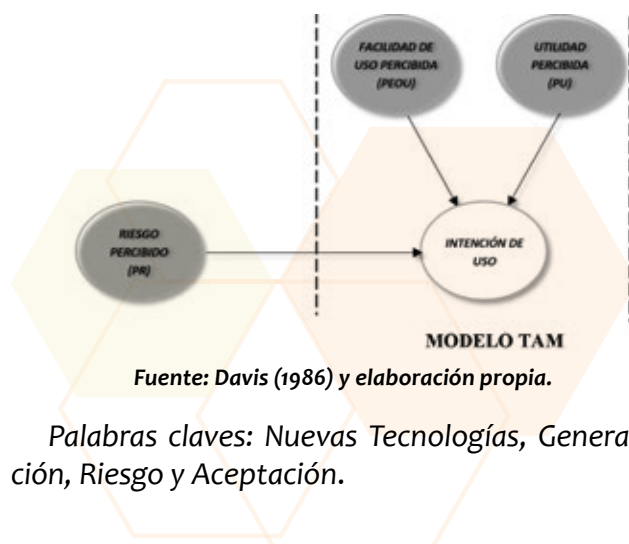 FACILIDAD DE
USO PERCIBIDA
(PEOU)
UTILIDAD
PERCIBIDA
(PU)
RIESGO
PERCIBIDO
(PR)
INTENCIÓN DE
USO
MODELO TAM
Fuente: Davis (1986) y elaboración propia.
Palabras claves: Nuevas Tecnologías, Genera
ción, Riesgo y Aceptación.